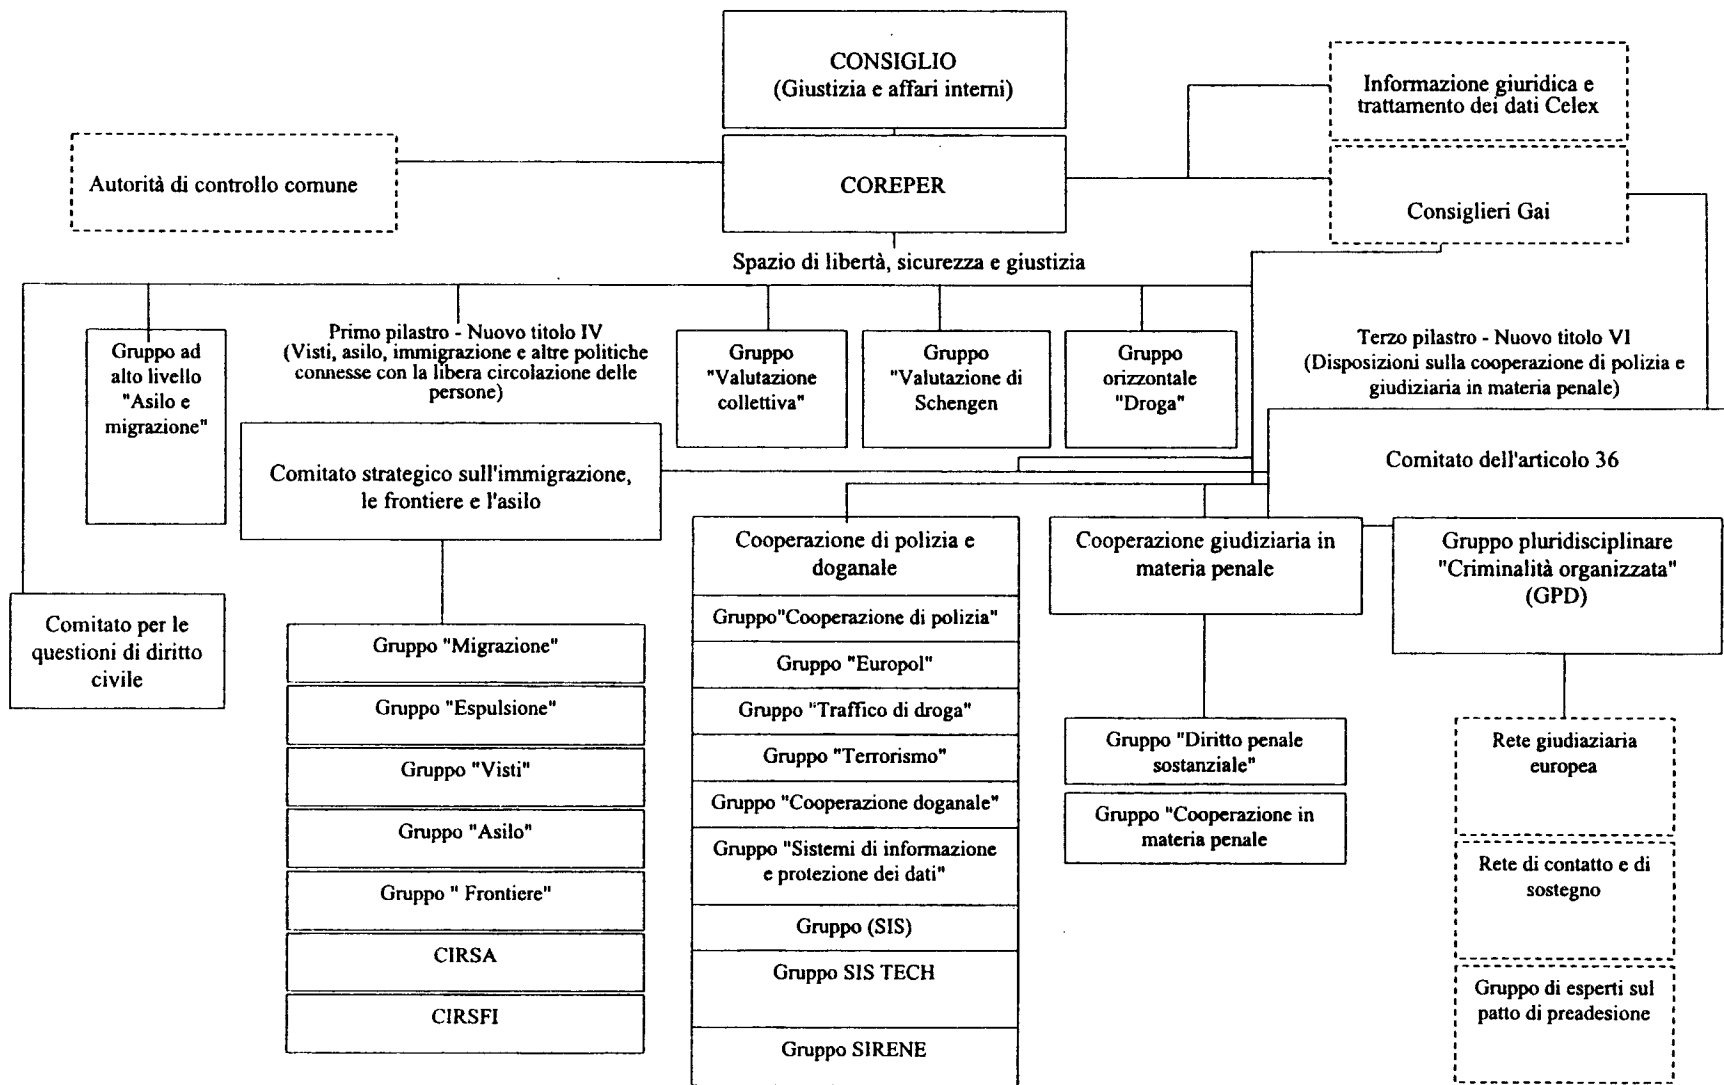 CONSIGLIO
(Giustizia e affari interni)
Informazione giuridica e
trattamento dei dati Celex
Autorità di controllo comune
COREPER
Consiglieri Gai
Spazio di libertà, sicurezza e giustizia
Gruppo ad
alto livello
"Asilo e
migrazione"
Primo pilastro - Nuovo titolo IV
(Visti, asilo, immigrazione e altre politiche
connesse con la libera circolazione delle
persone)
Gruppo
"Valutazione
collettiva"
Gruppo
"Valutazione di
Schengen
Gruppo
orizzontale
"Droga"
Terzo pilastro - Nuovo titolo VI
(Disposizioni sulla cooperazione di polizia e
giudiziaria in materia penale)
Comitato strategico sull'immigrazione,
le frontiere e l'asilo
Comitato dell'articolo 36
Comitato per le
questioni di diritto
civile
Gruppo "Migrazione"
Gruppo "Espulsione"
Gruppo "Visti"
Gruppo "Asilo"
Gruppo " Frontiere"
CIRSA
CIRSFI
Cooperazione di polizia e
doganale
Gruppo"Cooperazione di polizia"
Gruppo "Europol"
Gruppo "Traffico di droga"
Gruppo "Terrorismo"
Gruppo "Cooperazione doganale"
Gruppo "Sistemi di informazione
e protezione dei dati"
Gruppo (SIS)
Gruppo SIS TECH
Gruppo SIRENE
Cooperazione giudiziaria in
materia penale
Gruppo "Diritto penale
sostanziale"
Gruppo "Cooperazione in
materia penale
Gruppo pluridisciplinare
"Criminalità organizzata"
(GPD)
Rete giudiaziaria
europea
Rete di contatto e di
sostegno
Gruppo di esperti sul
patto di preadesione